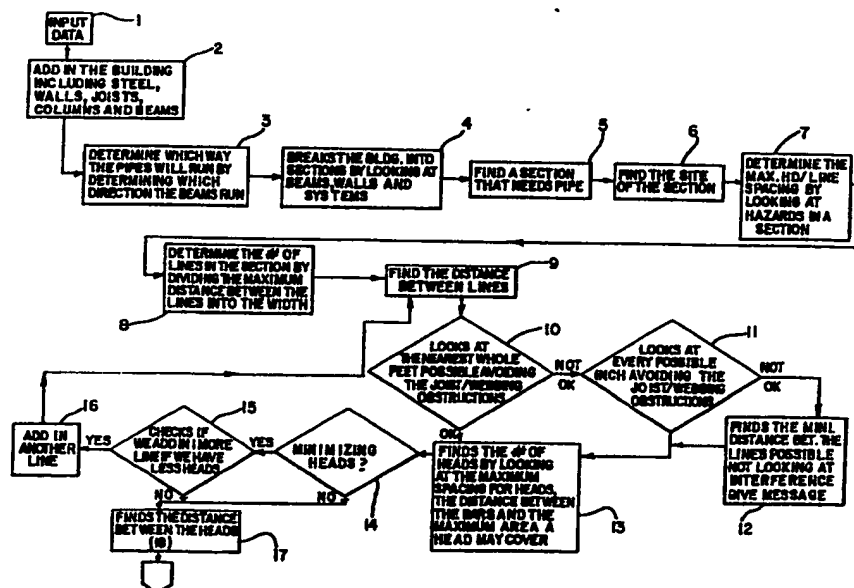 1
INPUT
DATA
2
ADD IN THE BUILDING
INCLUDING STEEL,
WALLS, JOISTS,
COLUMNS AND BEAMS
3
DETERMINE WHICH WAY
THE PIPES WILL RUN BY
DETERMINING WHICH
DIRECTION THE BEAMS RUN
4
BREAKS THE BLDG. INTO
SECTIONS BY LOOKING AT
BEAMS, WALLS AND
SYSTEMS
5
FIND A SECTION
THAT NEEDS PIPE
6
FIND THE SITE
OF THE SECTION
7
DETERMINE THE
MAX. HD/LINE
SPACING BY
LOOKING AT
HAZARDS IN A
SECTION
DETERMINE THE # OF
LINES IN THE SECTION BY
DIVIDING THE MAXIMUM
DISTANCE BETWEEN THE
LINES INTO THE WIDTH
8
9
FIND THE DISTANCE
BETWEEN LINES
10
LOOKS AT
THE NEAREST WHOLE
FEET POSSIBLE AVOIDING
THE JOIST/WEBBING
OBSTRUCTIONS
NOT
OK
OK
11
LOOKS AT
EVERY POSSIBLE
INCH AVOIDING THE
JOIST/WEBBING
OBSTRUCTIONS
NOT
OK
FINDS THE MINI.
DISTANCE BET. THE
LINES POSSIBLE
NOT LOOKING AT
INTERFERENCE
GIVE MESSAGE
12
FINDS THE # OF
HEADS BY LOOKING
AT THE MAXIMUM
SPACING FOR HEADS,
THE DISTANCE BETWEEN
THE BARS AND THE
MAXIMUM AREA A
HEAD MAY COVER
13
MINIMIZING
HEADS?
14
YES
NO
15
CHECKS IF
WE ADD IN 1 MORE
LINE IF WE HAVE
LESS HEADS
YES
NO
16
ADD IN
ANOTHER
LINE
FINDS THE DISTANCE
BETWEEN THE HEADS
(18)
17